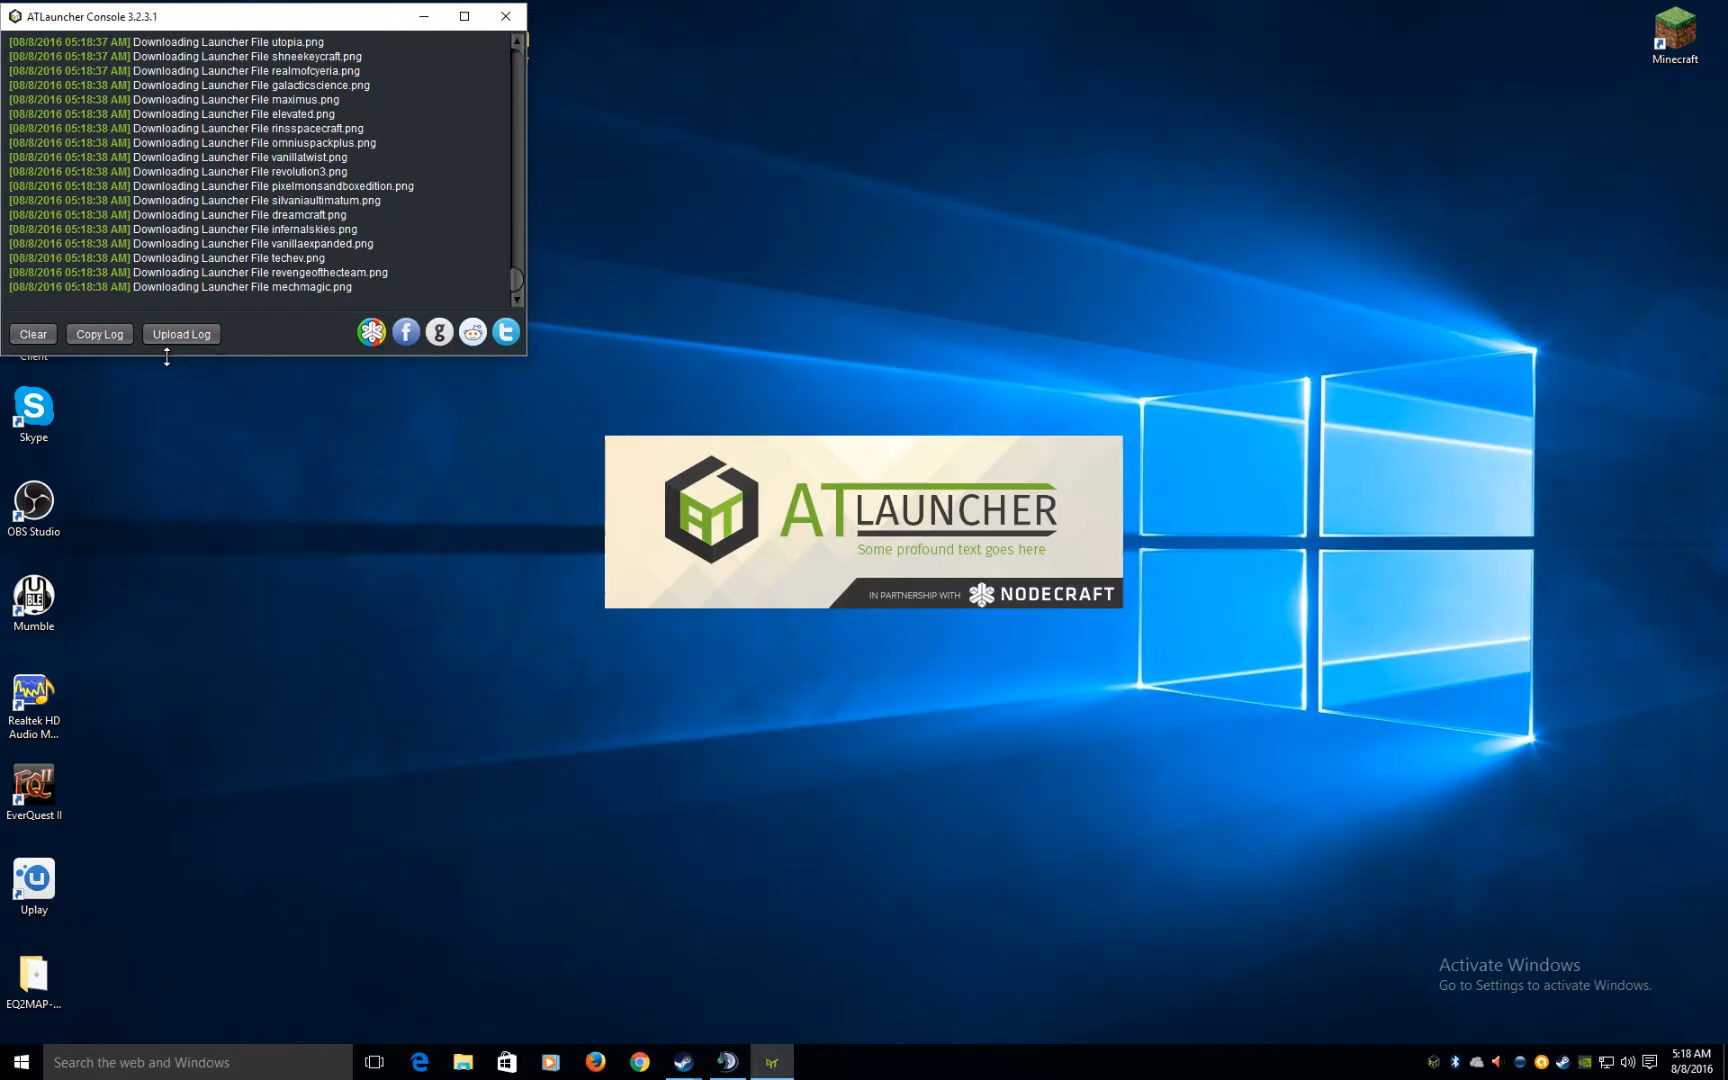 ATLauncher Console 3.2.3.1
[08/8/2016 05:18:37 AM] Downloading Launcher File utopia.png
[08/8/2016 05:18:37 AM] Downloading Launcher File shneekeycraft.png
[08/8/2016 05:18:37 AM] Downloading Launcher File realmofcyeria.png
[08/8/2016 05:18:38 AM] Downloading Launcher File galacticscience.png
[08/8/2016 05:18:38 AM] Downloading Launcher File maximus.png
[08/8/2016 05:18:38 AM] Downloading Launcher File elevated.png
[08/8/2016 05:18:38 AM] Downloading Launcher File rinsspacecraft.png
[08/8/2016 05:18:38 AM] Downloading Launcher File omniuspackplus.png
[08/8/2016 05:18:38 AM] Downloading Launcher File vanillatwist.png
[08/8/2016 05:18:38 AM] Downloading Launcher File revolution3.png
[08/8/2016 05:18:38 AM] Downloading Launcher File pixelmonsandboxedition.png
[08/8/2016 05:18:38 AM] Downloading Launcher File silvaniaultimatum.png
[08/8/2016 05:18:38 AM] Downloading Launcher File dreamcraft.png
[08/8/2016 05:18:38 AM] Downloading Launcher File infernalskies.png
[08/8/2016 05:18:38 AM] Downloading Launcher File vanillaexpanded.png
[08/8/2016 05:18:38 AM] Downloading Launcher File techev.png
[08/8/2016 05:18:38 AM] Downloading Launcher File revengeofthecteam.png
[08/8/2016 05:18:38 AM] Downloading Launcher File mechmagic.png
Clear Copy Log Upload Log
Client
Minecraft
Skype
OBS Studio
Mumble
Realtek HD
Audio M...
EverQuest II
Uplay
EQ2MAP-...
ATLAUNCHER
Some profound text goes here
IN PARTNERSHIP WITH NODECRAFT
Activate Windows
Go to Settings to activate Windows.
Search the web and Windows
5:18 AM
8/8/2016